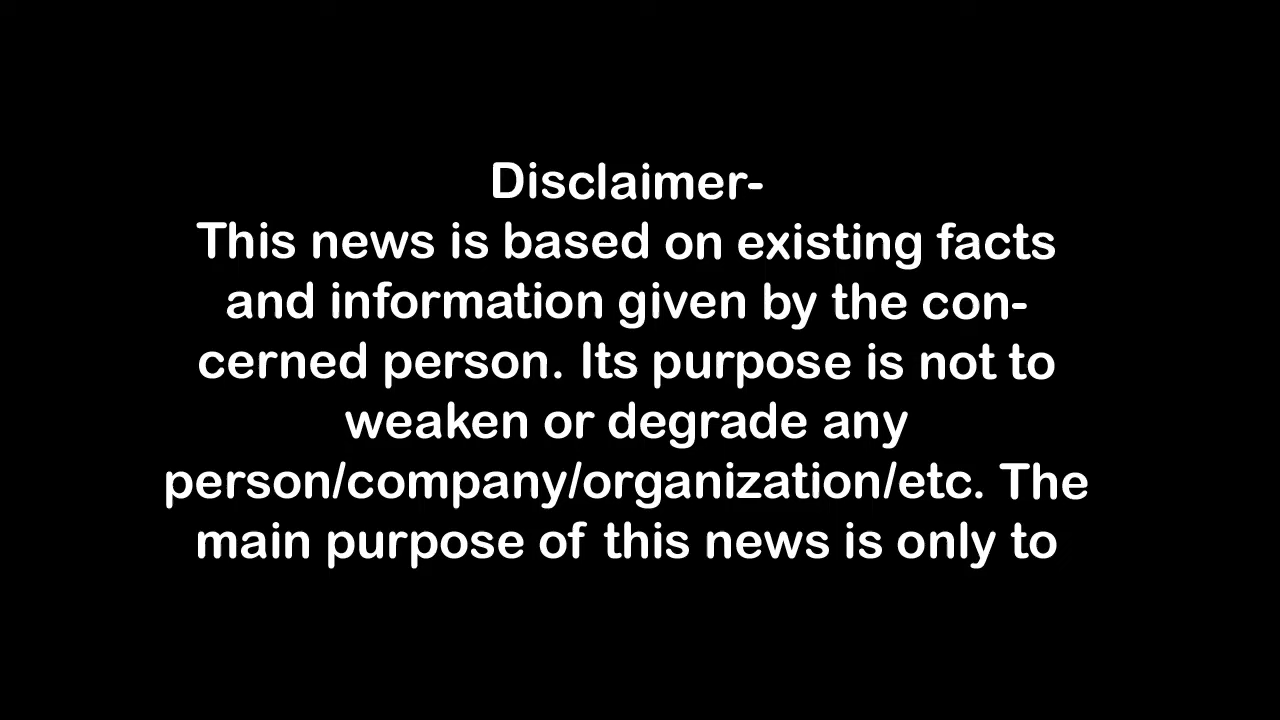 Disclaimer-
This news is based on existing facts
and information given by the con-
cerned person. Its purpose is not to
weaken or degrade any
person/company/organization/etc. The
main purpose of this news is only to